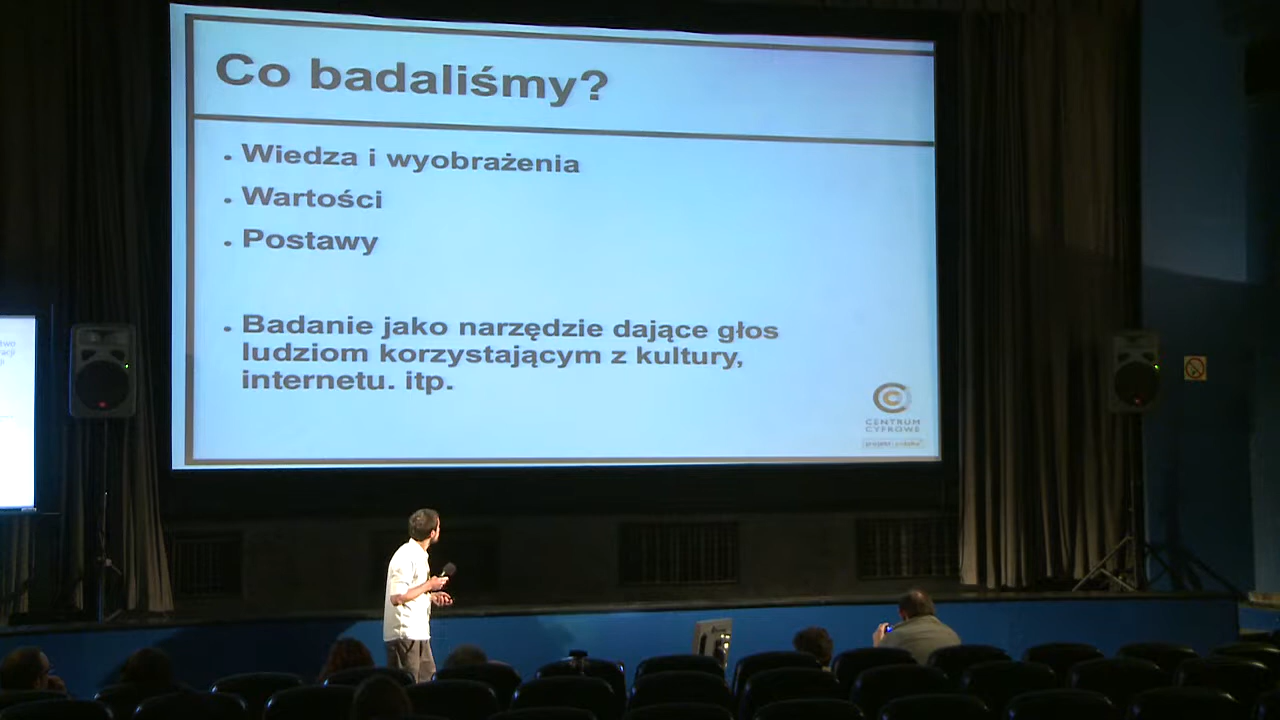 Co badaliśmy?
. Wiedza i wyobrażenia
. Wartości
. Postawy
. Badanie jako narzędzie dające głos
ludziom korzystającym z kultury,
internetu. itp.
CENTRUM
CYFROWE